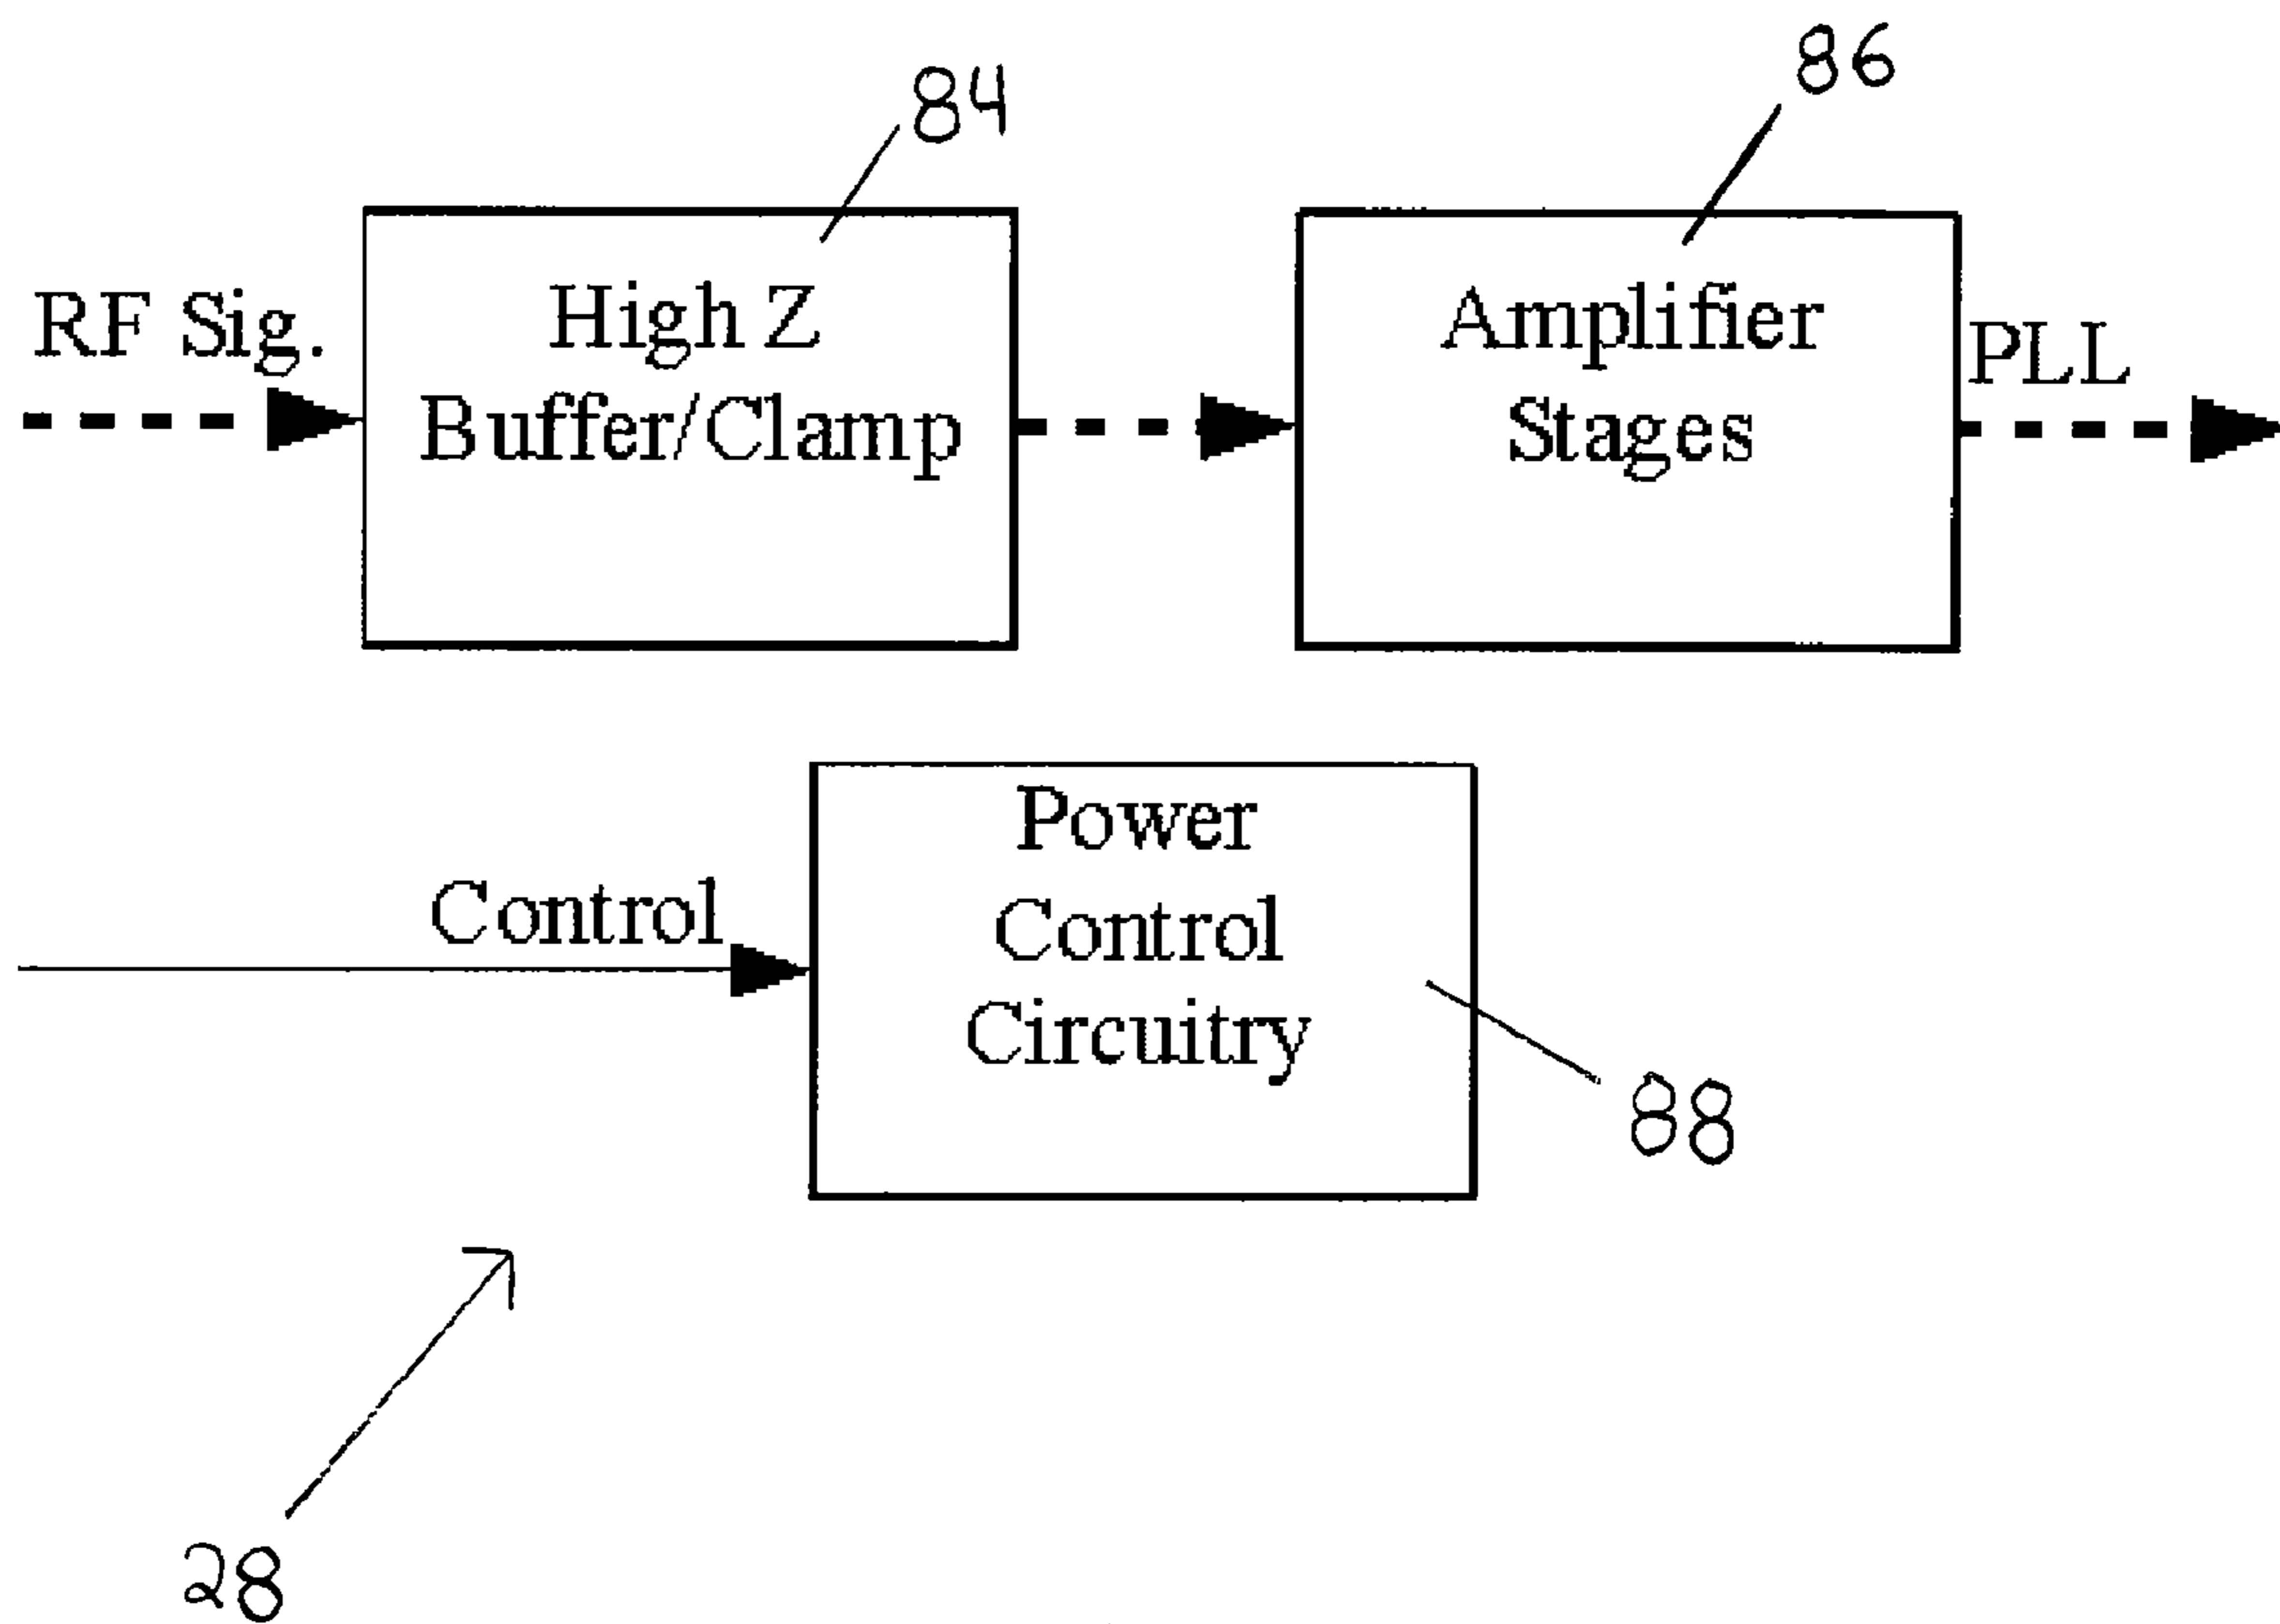 84
86
RF Sig.
High Z
Buffer/Clamp
Amplifier
Stages
PLL
Control
Power
Control
Circuitry
88
28